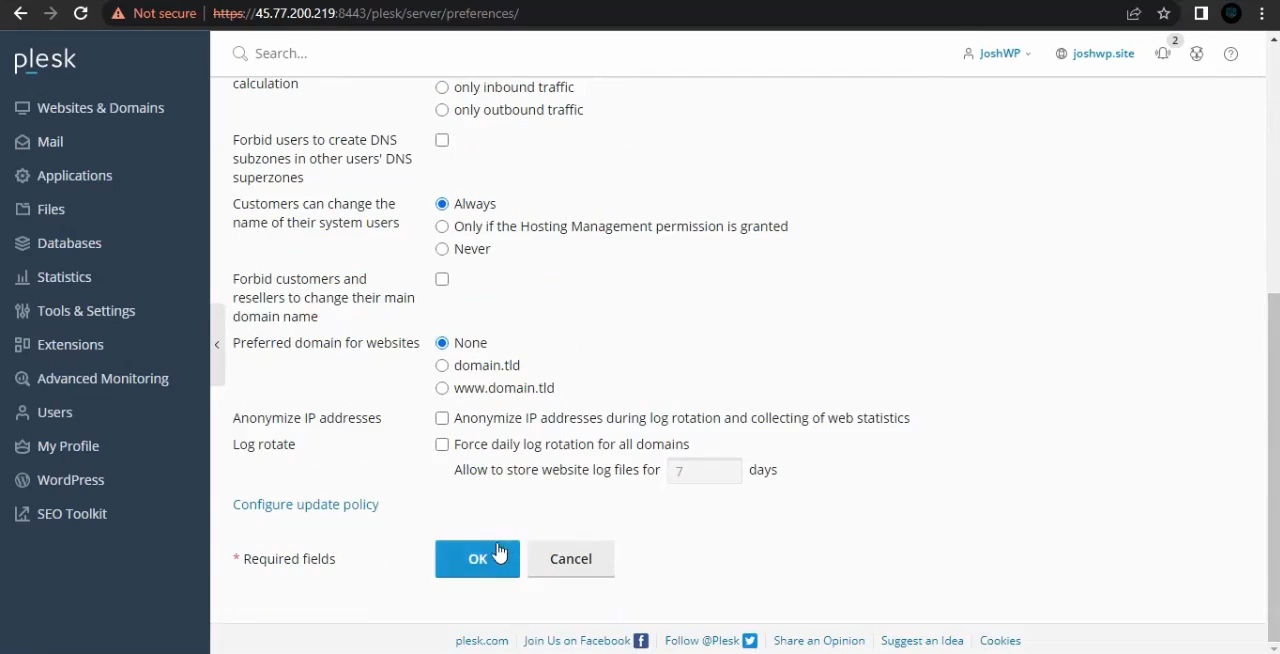 Not secure
https://45.77.200.219:8443/plesk/server/preferences/
plesk
Search...
JoshWP
joshwp.site
2
Websites & Domains
Mail
Applications
Files
Databases
Statistics
Tools & Settings
Extensions
Advanced Monitoring
Users
My Profile
WordPress
SEO Toolkit
calculation
only inbound traffic
only outbound traffic
Forbid users to create DNS
subzones in other users' DNS
superzones
Customers can change the
name of their system users
Always
Only if the Hosting Management permission is granted
Never
Forbid customers and
resellers to change their main
domain name
Preferred domain for websites
None
domain.tld
www.domain.tld
Anonymize IP addresses
Anonymize IP addresses during log rotation and collecting of web statistics
Log rotate
Force daily log rotation for all domains
Allow to store website log files for 7 days
Configure update policy
* Required fields
OK
Cancel
plesk.com
Join Us on Facebook
Follow @Plesk
Share an Opinion
Suggest an Idea
Cookies